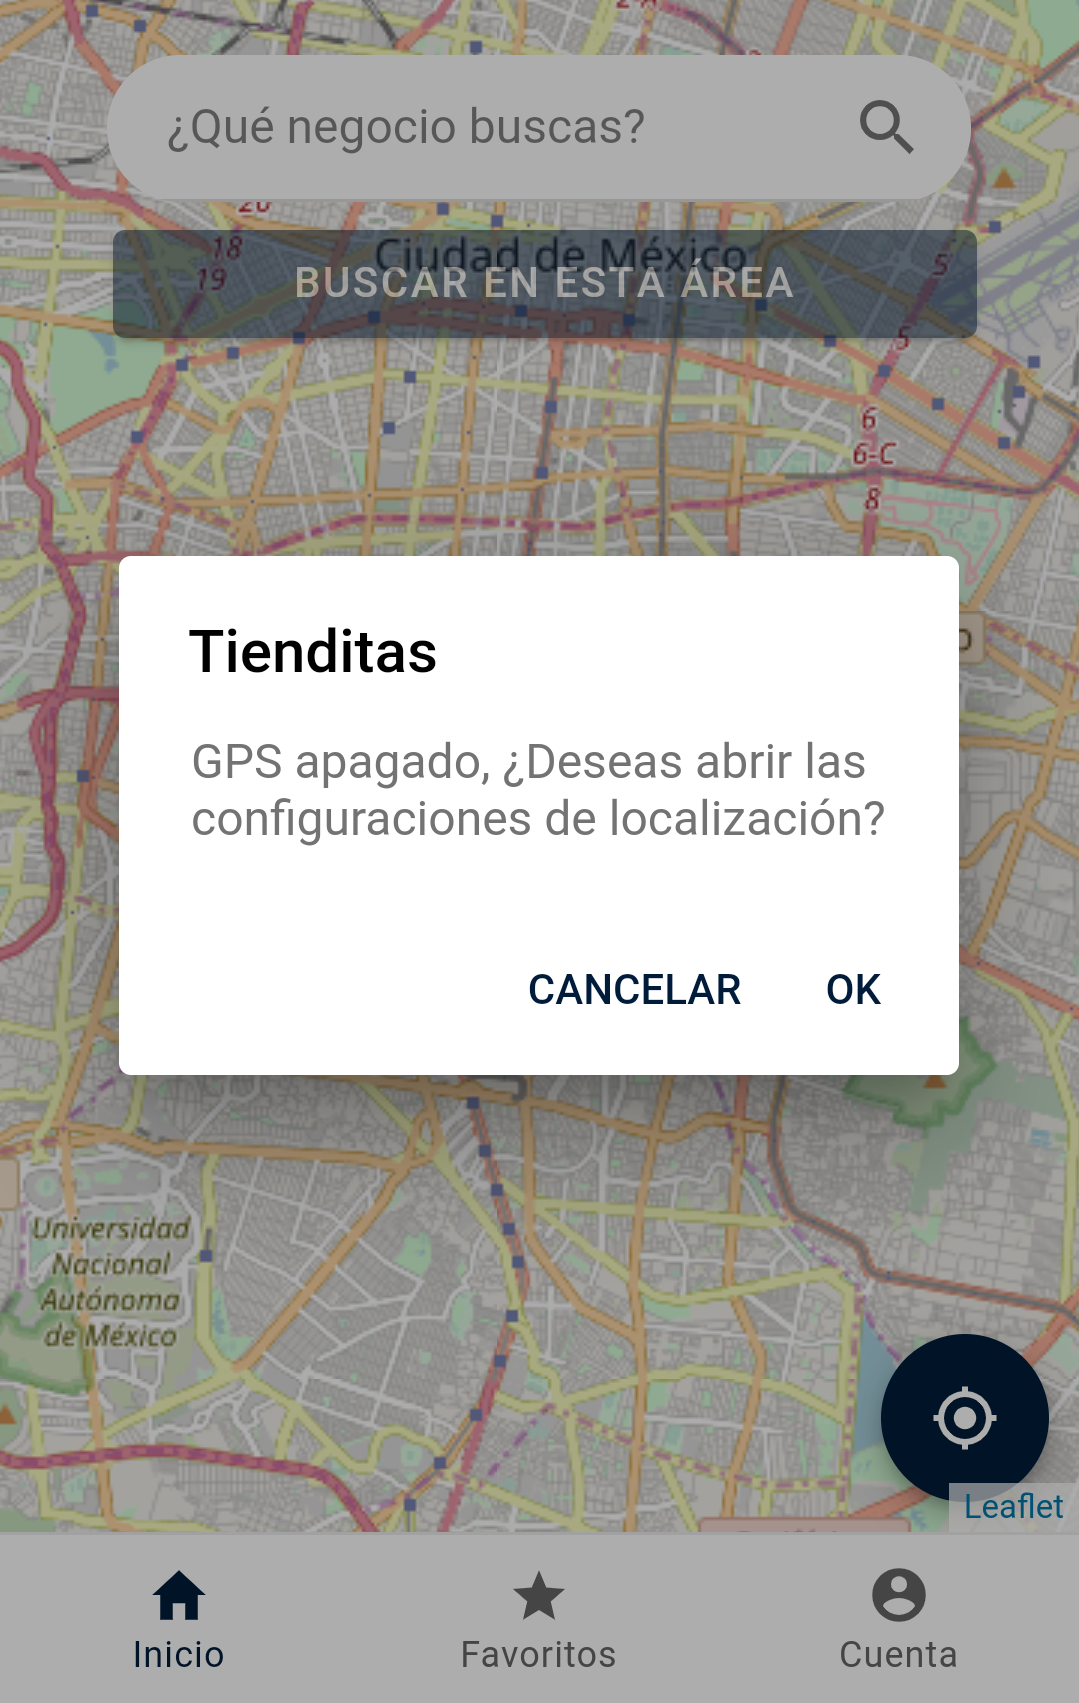 2-A
¿Qué negocio buscas?
20
18
19
Ciudad de México
5
BUSCAR EN ESTA ÁREA
5
6
6-C
8
Tienditas
GPS apagado, ¿Deseas abrir las
configuraciones de localización?
CANCELAR
OK
Universidad
Nacional
Autónoma
de México
Leaflet
Inicio
Favoritos
Cuenta